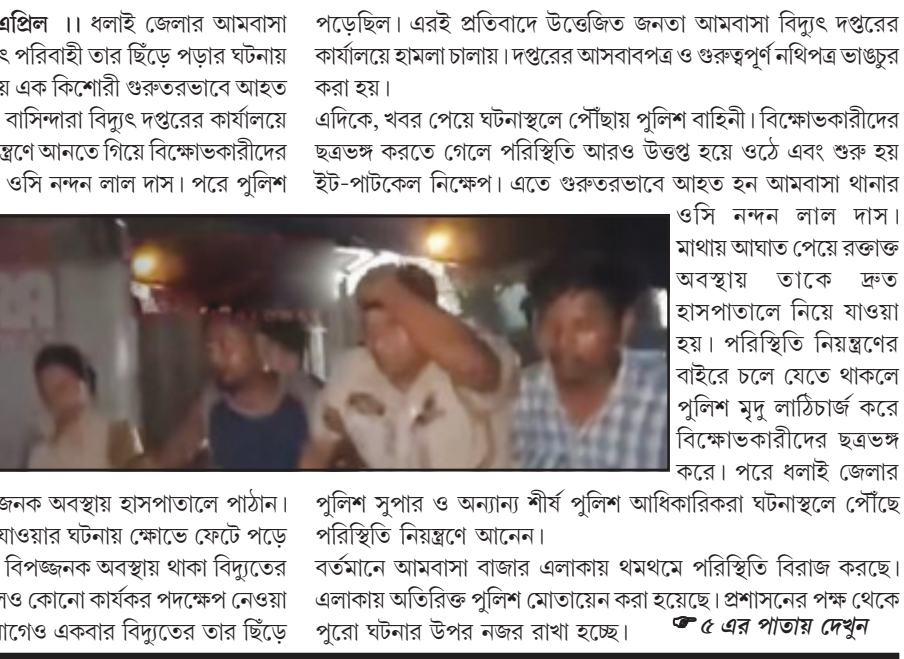 এপ্রিল ।। ধলাই জেলার আমবাসা
পরিবাহী তার ছিঁড়ে পড়ার ঘটনায়
এক কিশোরী গুরুতরভাবে আহত
বাসিন্দারা বিদ্যুৎ দপ্তরের কার্যালয়ে
আনতে গিয়ে বিক্ষোভকারীদের
ওসি নন্দন লাল দাস। পরে পুলিশ
অবস্থায় হাসপাতালে পাঠান।
যাওয়ার ঘটনায় ক্ষোভে ফেটে পড়ে
বিপজ্জনক অবস্থায় থাকা বিদ্যুতের
কোনো কার্যকর পদক্ষেপ নেওয়া
একবার বিদ্যুতের তার ছিঁড়ে
পড়েছিল। এরই প্রতিবাদে উত্তেজিত জনতা আমবাসা বিদ্যুৎ দপ্তরের
কার্যালয়ে হামলা চালায়। দপ্তরের আসবাবপত্র ও গুরুত্বপূর্ণ নথিপত্র ভাঙচুর
করা হয়।
এদিকে, খবর পেয়ে ঘটনাস্থলে পৌঁছায় পুলিশ বাহিনী। বিক্ষোভকারীদের
ছত্রভঙ্গ করতে গেলে পরিস্থিতি আরও উত্তপ্ত হয়ে ওঠে এবং শুরু হয়
ইট-পাটকেল নিক্ষেপ। এতে গুরুতরভাবে আহত হন আমবাসা থানার
ওসি নন্দন লাল দাস।
মাথায় আঘাত পেয়ে রক্তাক্ত
অবস্থায় তাকে দ্রুত
হাসপাতালে নিয়ে যাওয়া
হয়। পরিস্থিতি নিয়ন্ত্রণের
বাইরে চলে যেতে থাকলে
পুলিশ মৃদু লাঠিচার্জ করে
বিক্ষোভকারীদের ছত্রভঙ্গ
করে। পরে ধলাই জেলার
পুলিশ সুপার ও অন্যান্য শীর্ষ পুলিশ আধিকারিকরা ঘটনাস্থলে পৌঁছে
পরিস্থিতি নিয়ন্ত্রণে আনেন।
বর্তমানে আমবাসা বাজার এলাকায় থমথমে পরিস্থিতি বিরাজ করছে।
এলাকায় অতিরিক্ত পুলিশ মোতায়েন করা হয়েছে। প্রশাসনের পক্ষ থেকে
পুরো ঘটনার উপর নজর রাখা হচ্ছে।
☞ ৫ এর পাতায় দেখুন